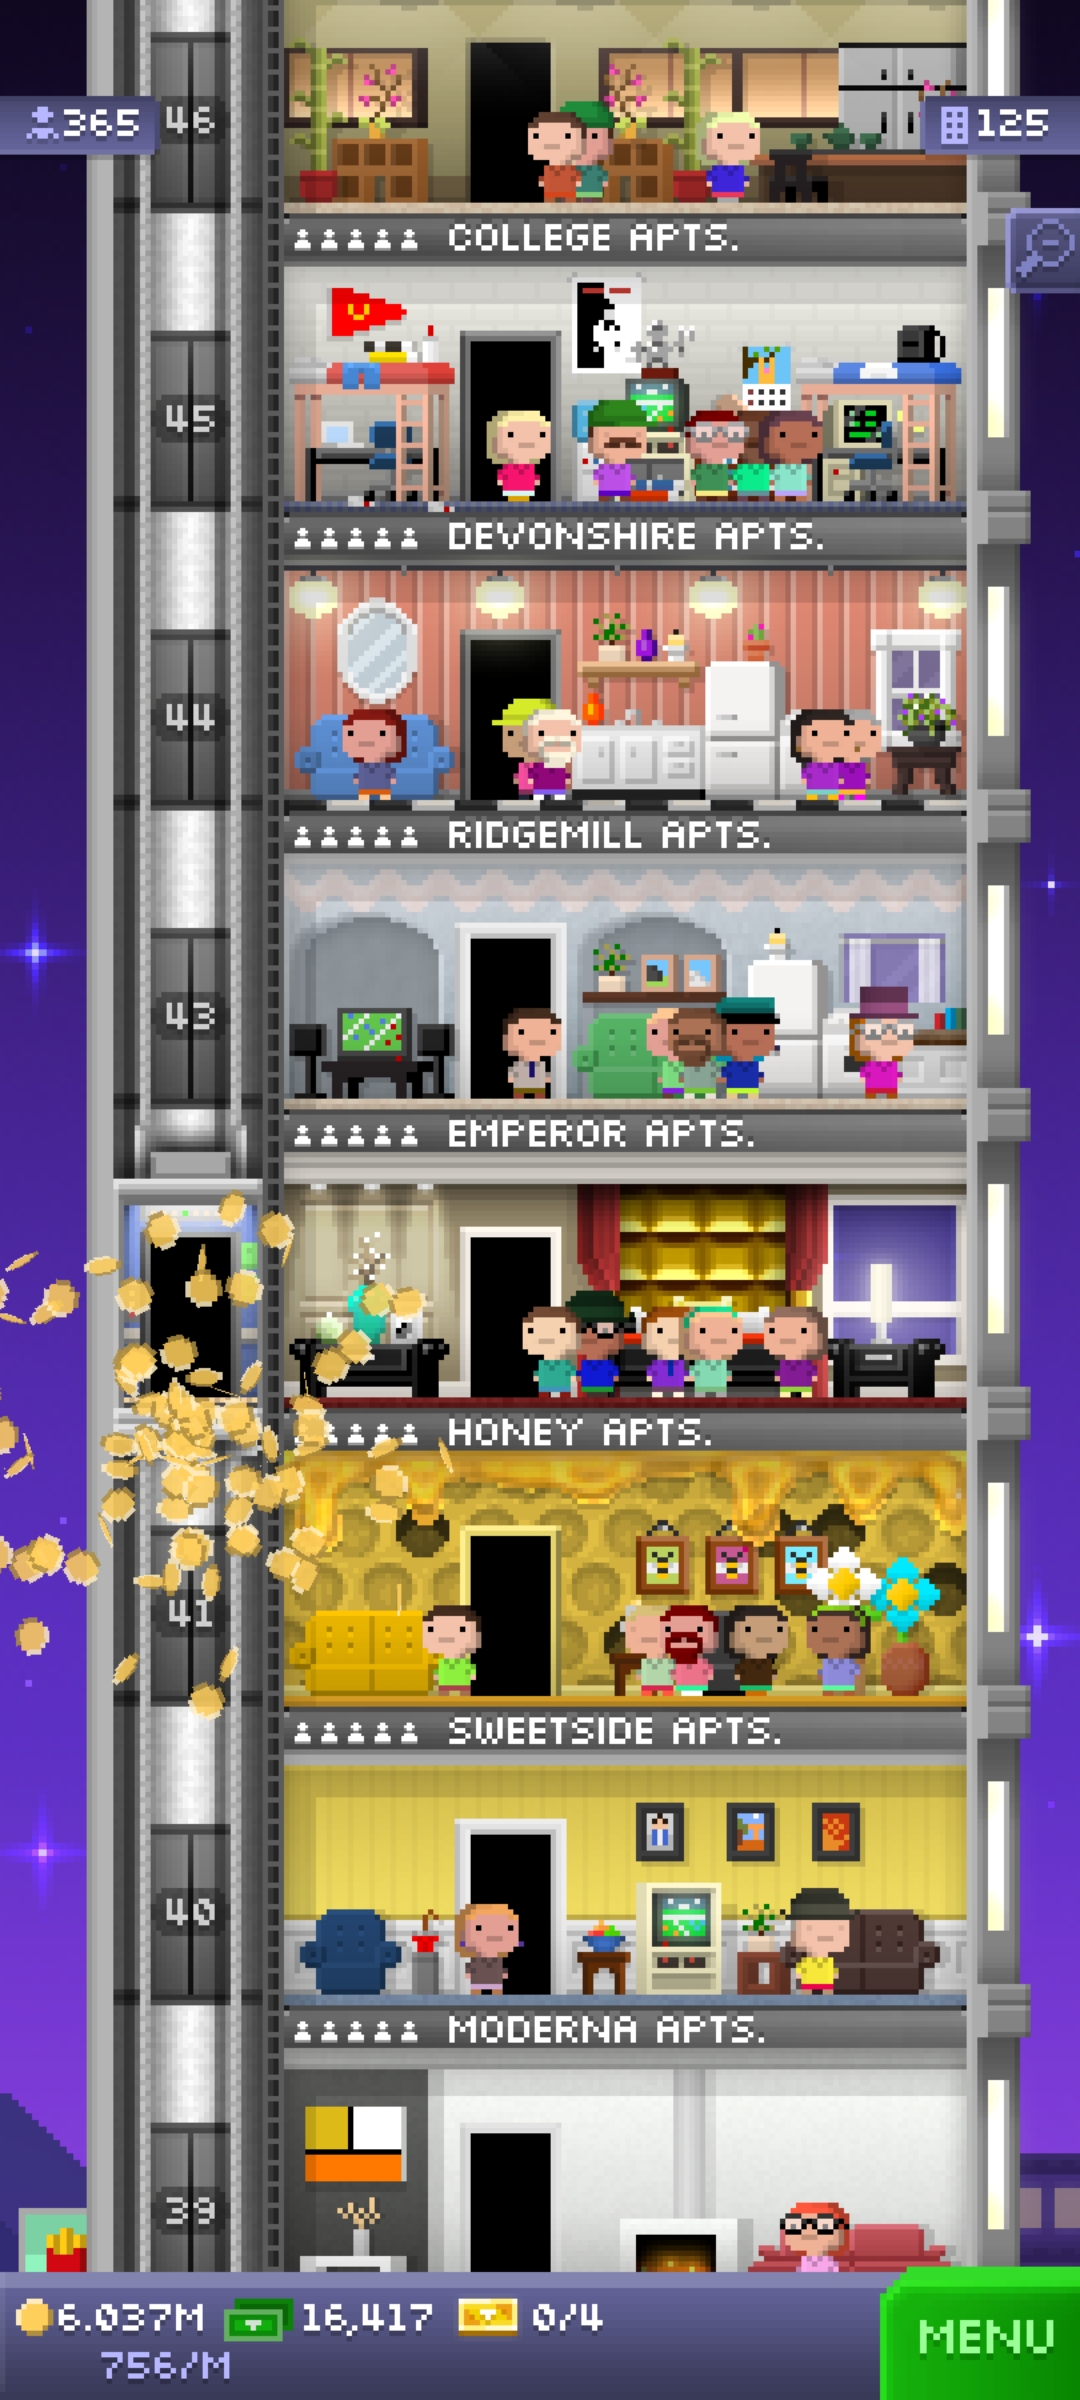 365
46
125
COLLEGE APTS.
45
DEVONSHIRE APTS.
44
RIDGEMILL APTS.
43
EMPEROR APTS.
HONEY APTS.
41
SWEETSIDE APTS.
40
MODERNA APTS.
39
6.037M 16,417 0/4
756/M
MENU